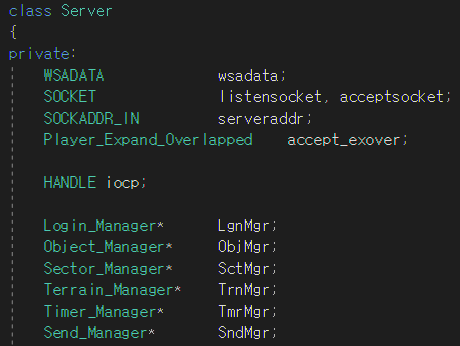 class Server
{
private:
WSADATA wsadata;
SOCKET listensocket, acceptsocket;
SOCKADDR_IN serveraddr;
Player_Expand_Overlapped accept_exover;
HANDLE iocp;
Login_Manager* LgnMgr;
Object_Manager* ObjMgr;
Sector_Manager* SctMgr;
Terrain_Manager* TrnMgr;
Timer_Manager* TmrMgr;
Send_Manager* SndMgr;